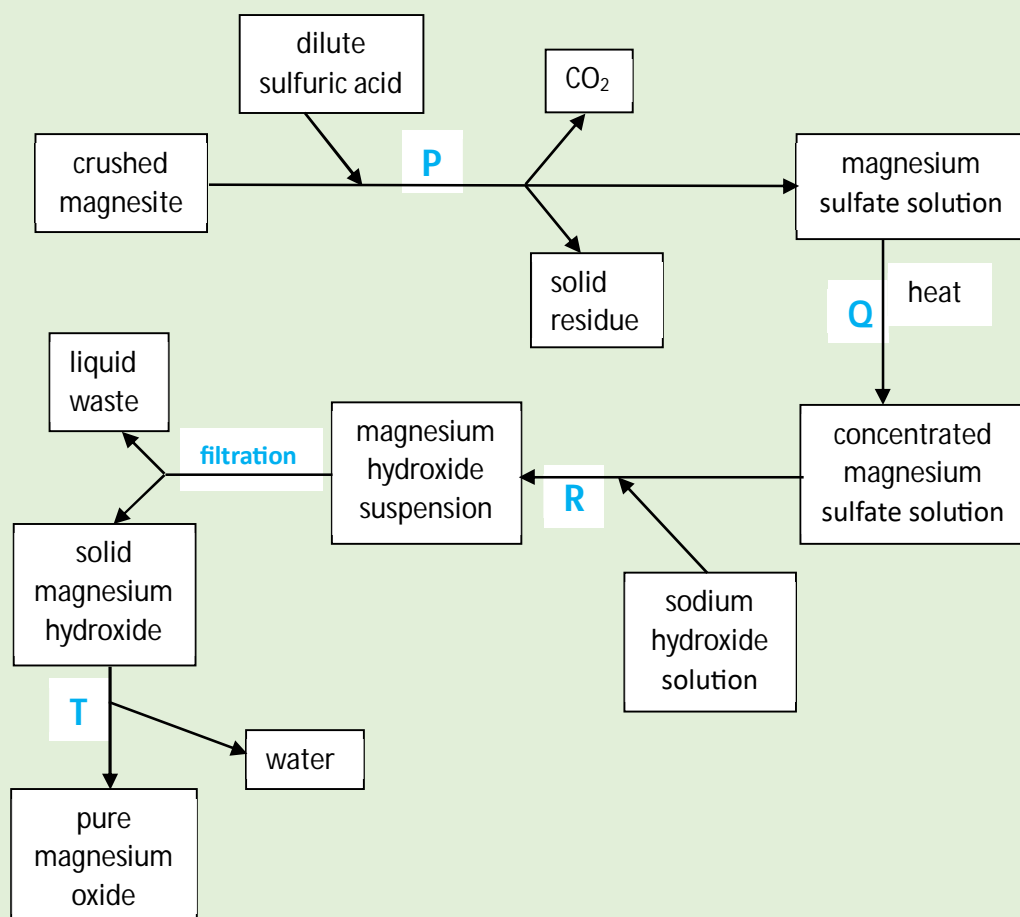 dilute
sulfuric acid
CO₂
crushed
magnesite
P
magnesium
sulfate solution
solid
residue
Q
heat
liquid
waste
filtration
magnesium
hydroxide
suspension
R
concentrated
magnesium
sulfate solution
solid
magnesium
hydroxide
sodium
hydroxide
solution
T
water
pure
magnesium
oxide